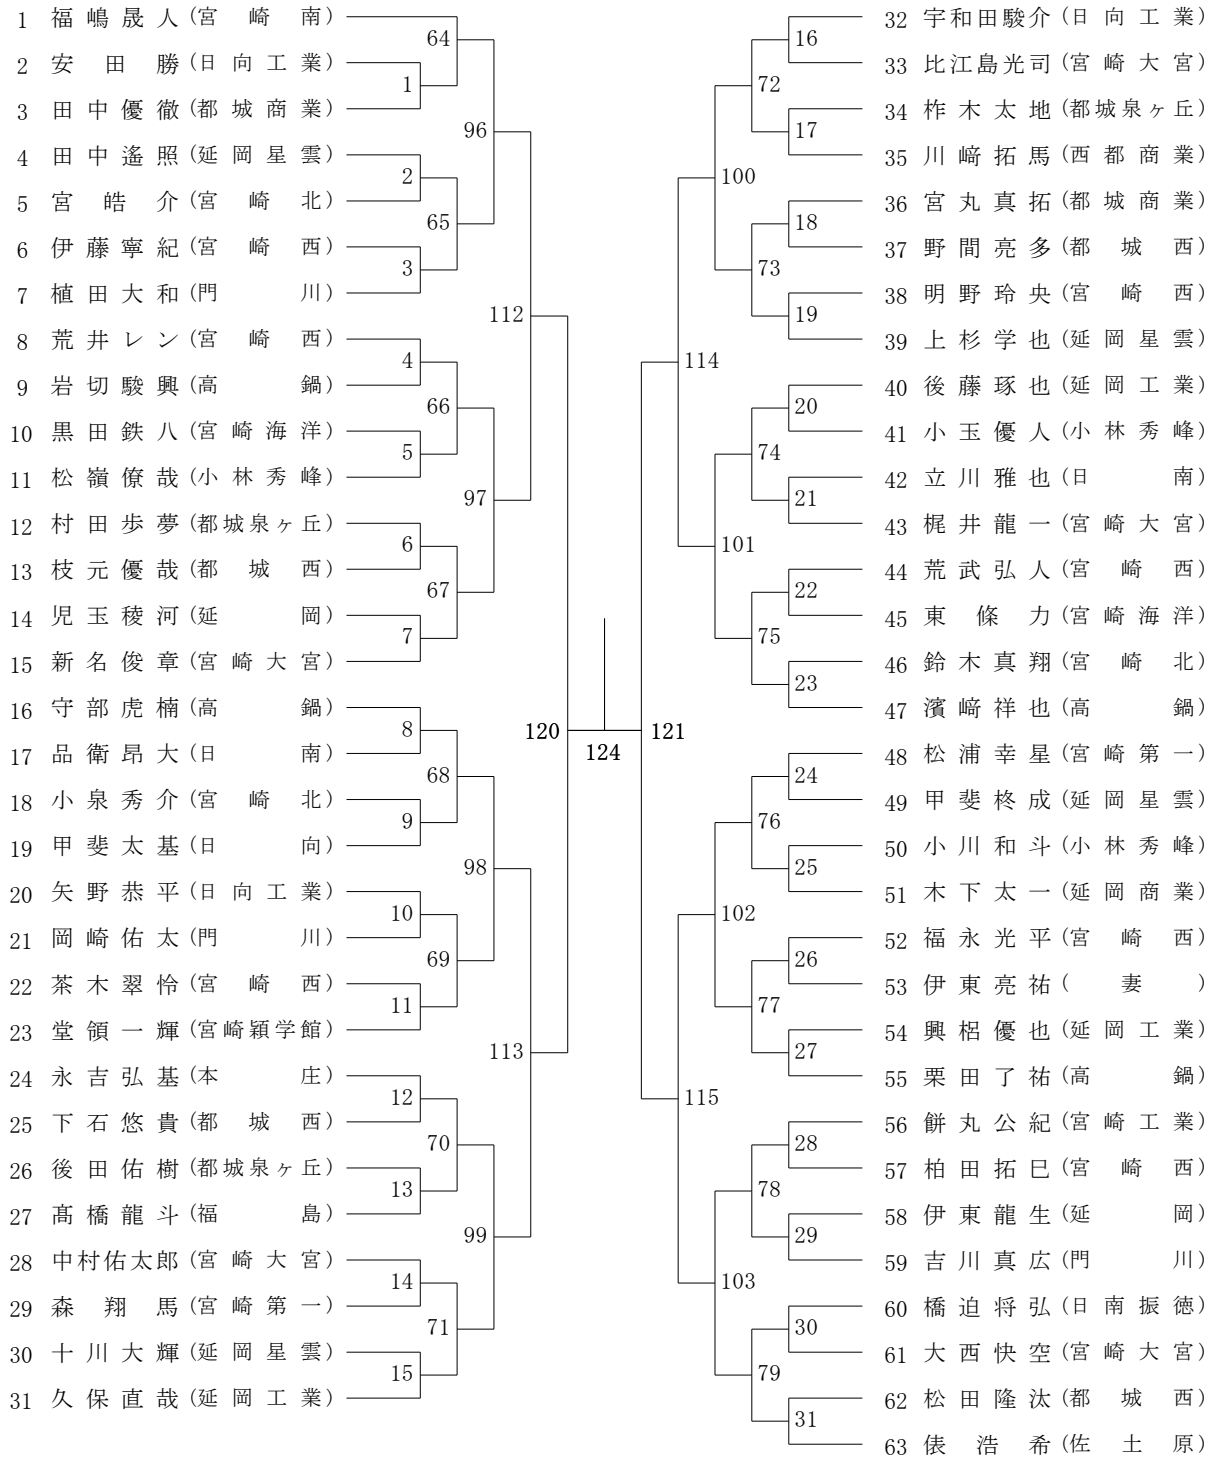 1 福嶋晟人(宮崎南)
2 安田勝(日向工業)
3 田中優徹(都城商業)
4 田中遙照(延岡星雲)
5 宮皓介(宮崎北)
6 伊藤寧紀(宮崎西)
7 植田大和(門川)
8 荒井レン(宮崎西)
9 岩切駿興(高鍋)
10 黒田鉄八(宮崎海洋)
11 松嶺僚哉(小林秀峰)
12 村田歩夢(都城泉ヶ丘)
13 枝元優哉(都城西)
14 児玉稜河(延岡)
15 新名俊章(宮崎大宮)
16 守部虎楠(高鍋)
17 品衛昂大(日南)
18 小泉秀介(宮崎北)
19 甲斐太基(日向)
20 矢野恭平(日向工業)
21 岡崎佑太(門川)
22 茶木翠怜(宮崎西)
23 堂領一輝(宮崎穎学館)
24 永吉弘基(本庄)
25 下石悠貴(都城西)
26 後田佑樹(都城泉ヶ丘)
27 髙橋龍斗(福島)
28 中村佑太郎(宮崎大宮)
29 森翔馬(宮崎第一)
30 十川大輝(延岡星雲)
31 久保直哉(延岡工業)
64
1
96
2
65
3
112
4
66
5
97
6
67
7
120
8
68
9
98
10
69
11
113
12
70
13
99
14
71
15
124
121
16
72
17
100
18
73
19
114
20
74
21
101
22
75
23
24
76
25
102
26
77
27
115
28
78
29
103
30
79
31
32 宇和田駿介(日向工業)
33 比江島光司(宮崎大宮)
34 柞木太地(都城泉ヶ丘)
35 川﨑拓馬(西都商業)
36 宮丸真拓(都城商業)
37 野間亮多(都城西)
38 明野玲央(宮崎西)
39 上杉学也(延岡星雲)
40 後藤琢也(延岡工業)
41 小玉優人(小林秀峰)
42 立川雅也(日南)
43 梶井龍一(宮崎大宮)
44 荒武弘人(宮崎西)
45 東條力(宮崎海洋)
46 鈴木真翔(宮崎北)
47 濱﨑祥也(高鍋)
48 松浦幸星(宮崎第一)
49 甲斐柊成(延岡星雲)
50 小川和斗(小林秀峰)
51 木下太一(延岡商業)
52 福永光平(宮崎西)
53 伊東亮祐(妻)
54 興梠優也(延岡工業)
55 栗田了祐(高鍋)
56 餅丸公紀(宮崎工業)
57 柏田拓巳(宮崎西)
58 伊東龍生(延岡)
59 吉川真広(門川)
60 橋迫将弘(日南振徳)
61 大西快空(宮崎大宮)
62 松田隆汰(都城西)
63 俵浩希(佐土原)